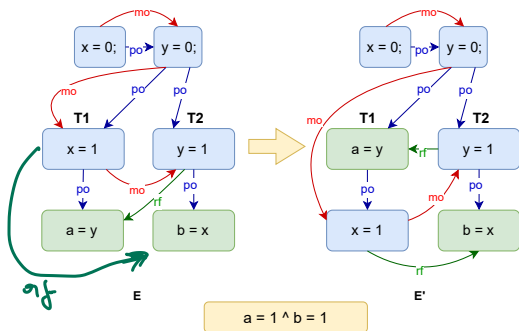 mo
x = 0;
po
y = 0;
mo
po
po
T1
T2
x = 1
y = 1
po
mo
rf
po
a = y
b = x
rf
E
mo
x = 0;
po
y = 0;
mo
po
po
T1
T2
a = y
rf
y = 1
po
mo
po
x = 1
b = x
rf
E'
a = 1 ^ b = 1